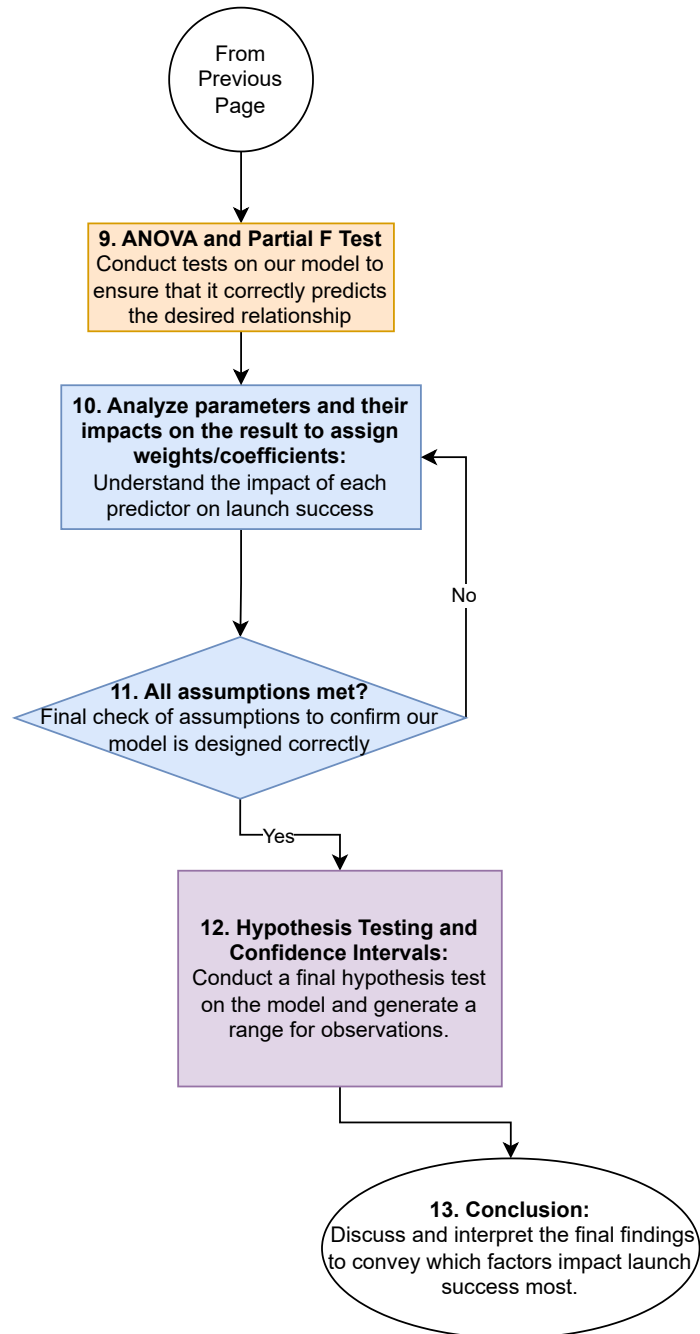 From
Previous
Page
9. ANOVA and Partial F Test
Conduct tests on our model to
ensure that it correctly predicts
the desired relationship
10. Analyze parameters and their
impacts on the result to assign
weights/coefficients:
Understand the impact of each
predictor on launch success
No
11. All assumptions met?
Final check of assumptions to confirm our
model is designed correctly
Yes
12. Hypothesis Testing and
Confidence Intervals:
Conduct a final hypothesis test
on the model and generate a
range for observations.
13. Conclusion:
Discuss and interpret the final findings
to convey which factors impact launch
success most.